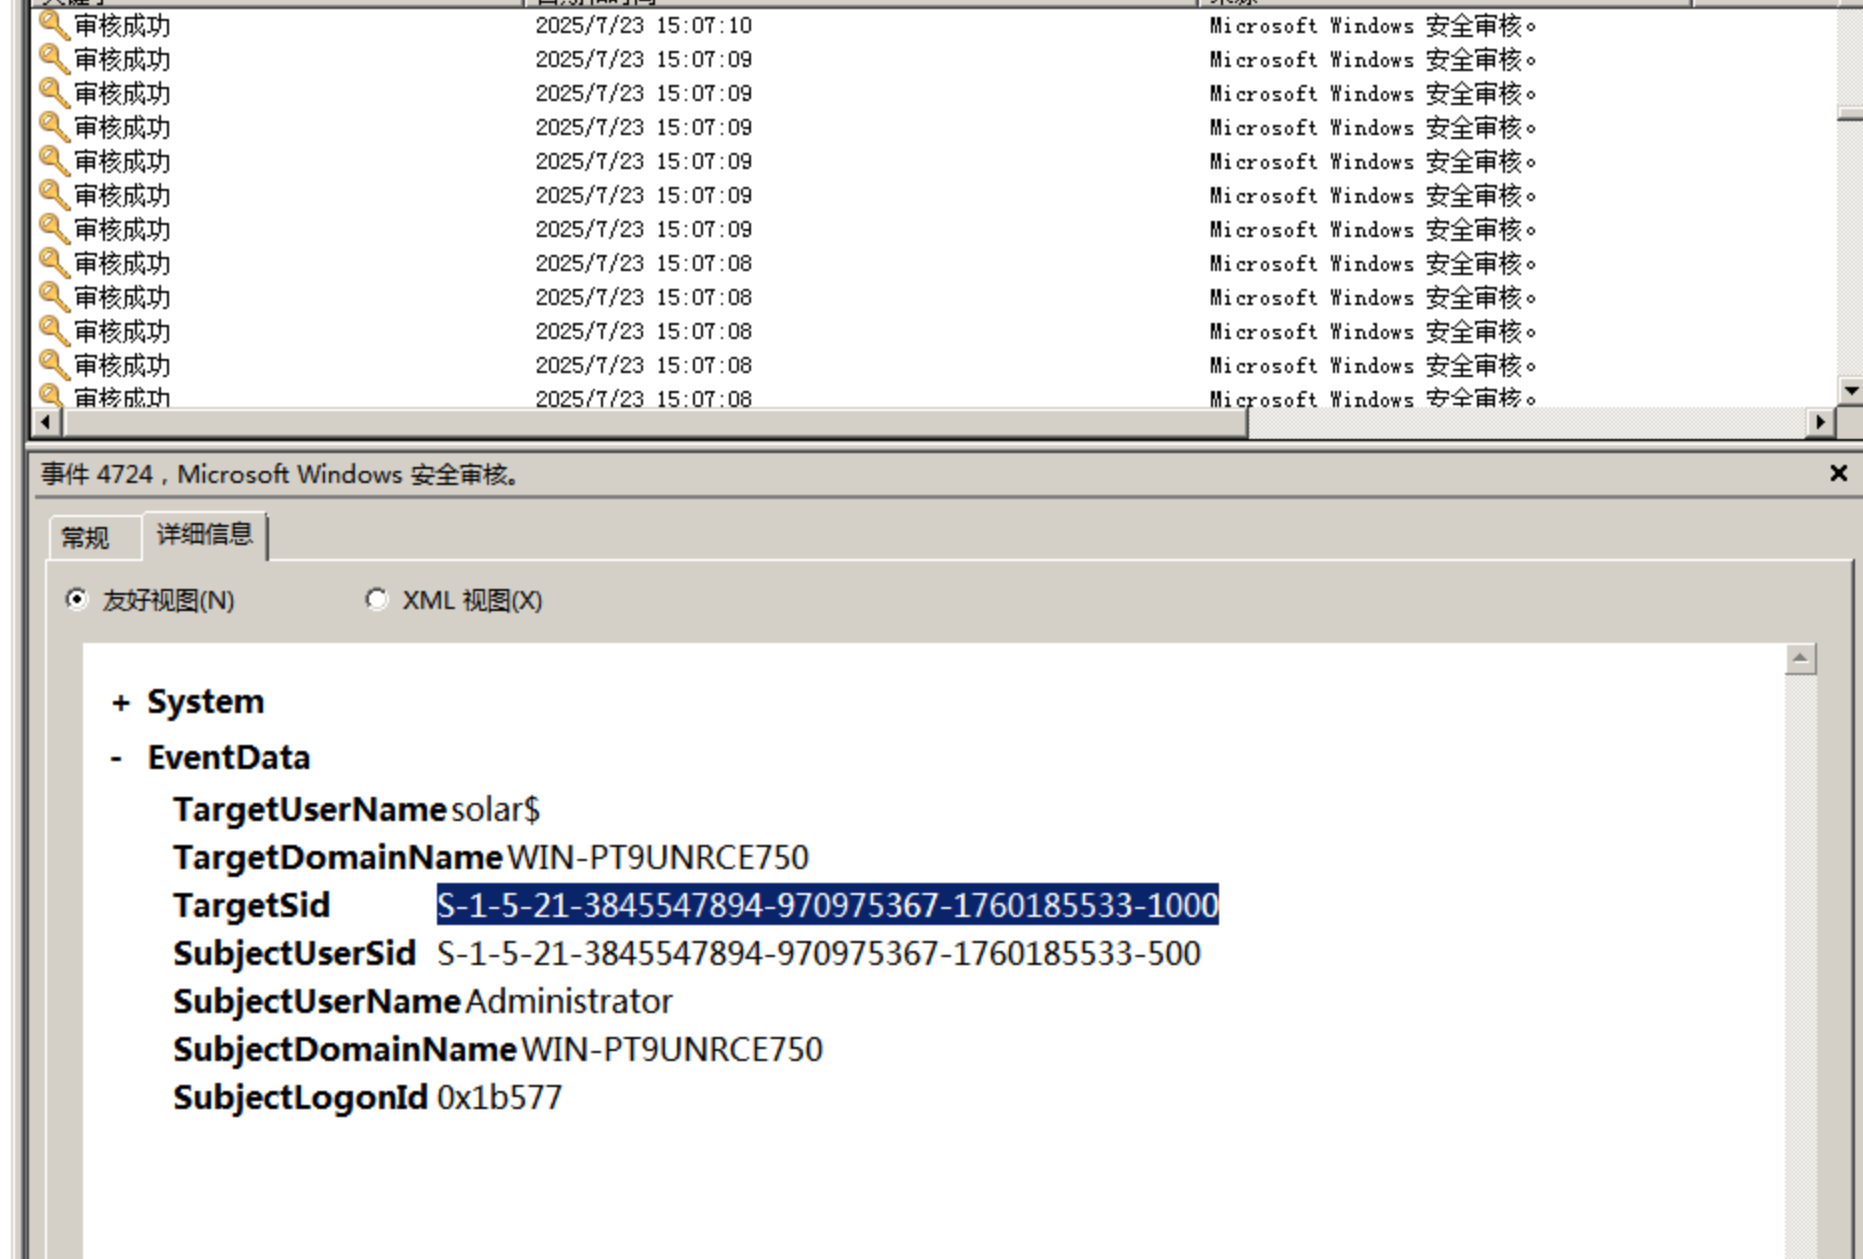 审核成功 2025/7/23 15:07:10 Microsoft Windows 安全审核。
审核成功 2025/7/23 15:07:09 Microsoft Windows 安全审核。
审核成功 2025/7/23 15:07:09 Microsoft Windows 安全审核。
审核成功 2025/7/23 15:07:09 Microsoft Windows 安全审核。
审核成功 2025/7/23 15:07:09 Microsoft Windows 安全审核。
审核成功 2025/7/23 15:07:09 Microsoft Windows 安全审核。
审核成功 2025/7/23 15:07:09 Microsoft Windows 安全审核。
审核成功 2025/7/23 15:07:08 Microsoft Windows 安全审核。
审核成功 2025/7/23 15:07:08 Microsoft Windows 安全审核。
审核成功 2025/7/23 15:07:08 Microsoft Windows 安全审核。
审核成功 2025/7/23 15:07:08 Microsoft Windows 安全审核。
审核成功 2025/7/23 15:07:08 Microsoft Windows 安全审核。
事件 4724，Microsoft Windows 安全审核。
常规 详细信息
友好视图(N) XML 视图(X)
+ System
- EventData
TargetUserName solar$
TargetDomainName WIN-PT9UNRCE750
TargetSid S-1-5-21-3845547894-970975367-1760185533-1000
SubjectUserSid S-1-5-21-3845547894-970975367-1760185533-500
SubjectUserName Administrator
SubjectDomainName WIN-PT9UNRCE750
SubjectLogonId 0x1b577